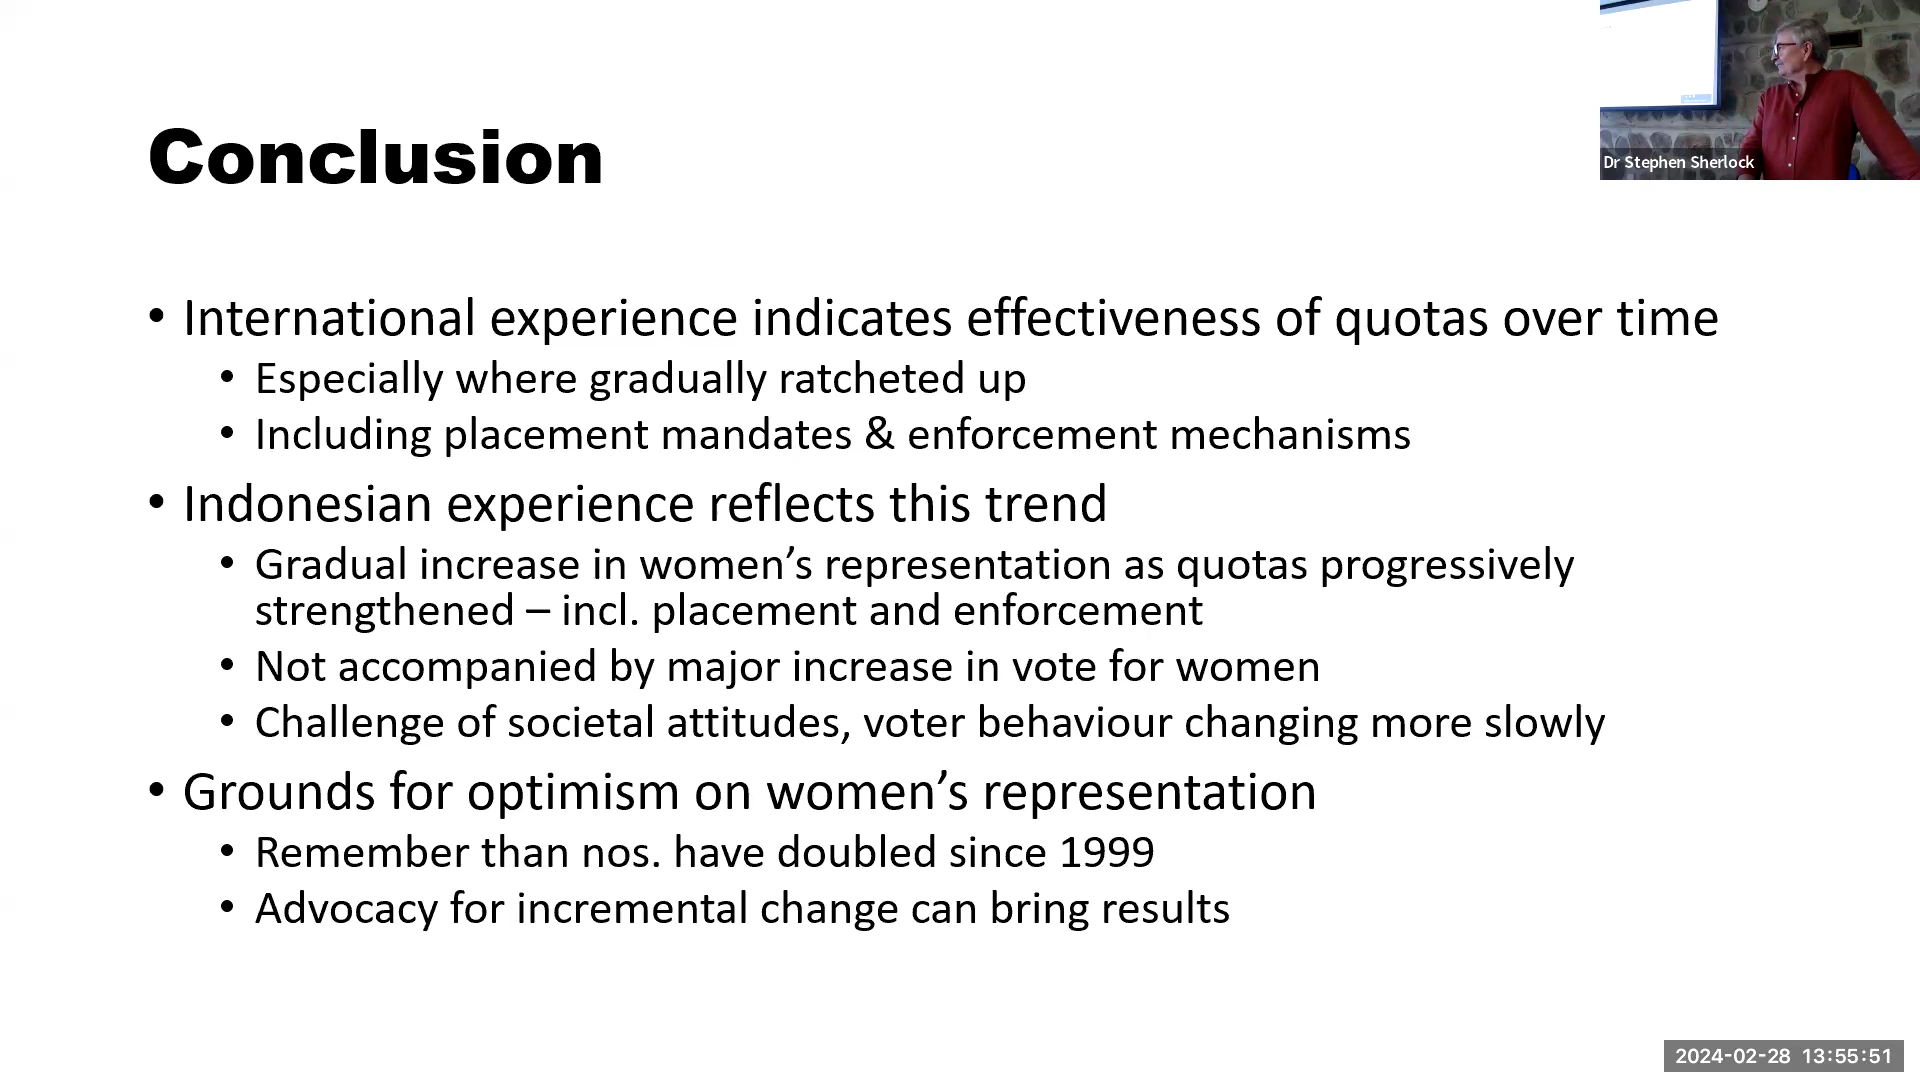 Conclusion
Dr Stephen Sherlock
• International experience indicates effectiveness of quotas over time
• Especially where gradually ratcheted up
• Including placement mandates & enforcement mechanisms
• Indonesian experience reflects this trend
• Gradual increase in women’s representation as quotas progressively
strengthened – incl. placement and enforcement
• Not accompanied by major increase in vote for women
• Challenge of societal attitudes, voter behaviour changing more slowly
• Grounds for optimism on women’s representation
• Remember than nos. have doubled since 1999
• Advocacy for incremental change can bring results
2024-02-28 13:55:51